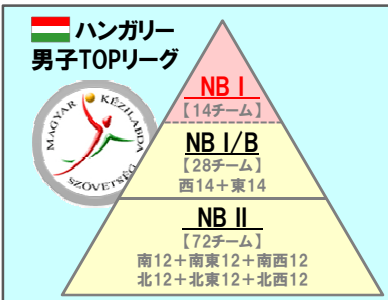 ハンガリー
男子TOPリーグ
MAGYAR KÉZILABDA SZÖVETSÉG
NB I
【14チーム】
NB I/B
【28チーム】
西14＋東14
NB II
【72チーム】
南12＋南東12＋南西12
北12＋北東12＋北西12